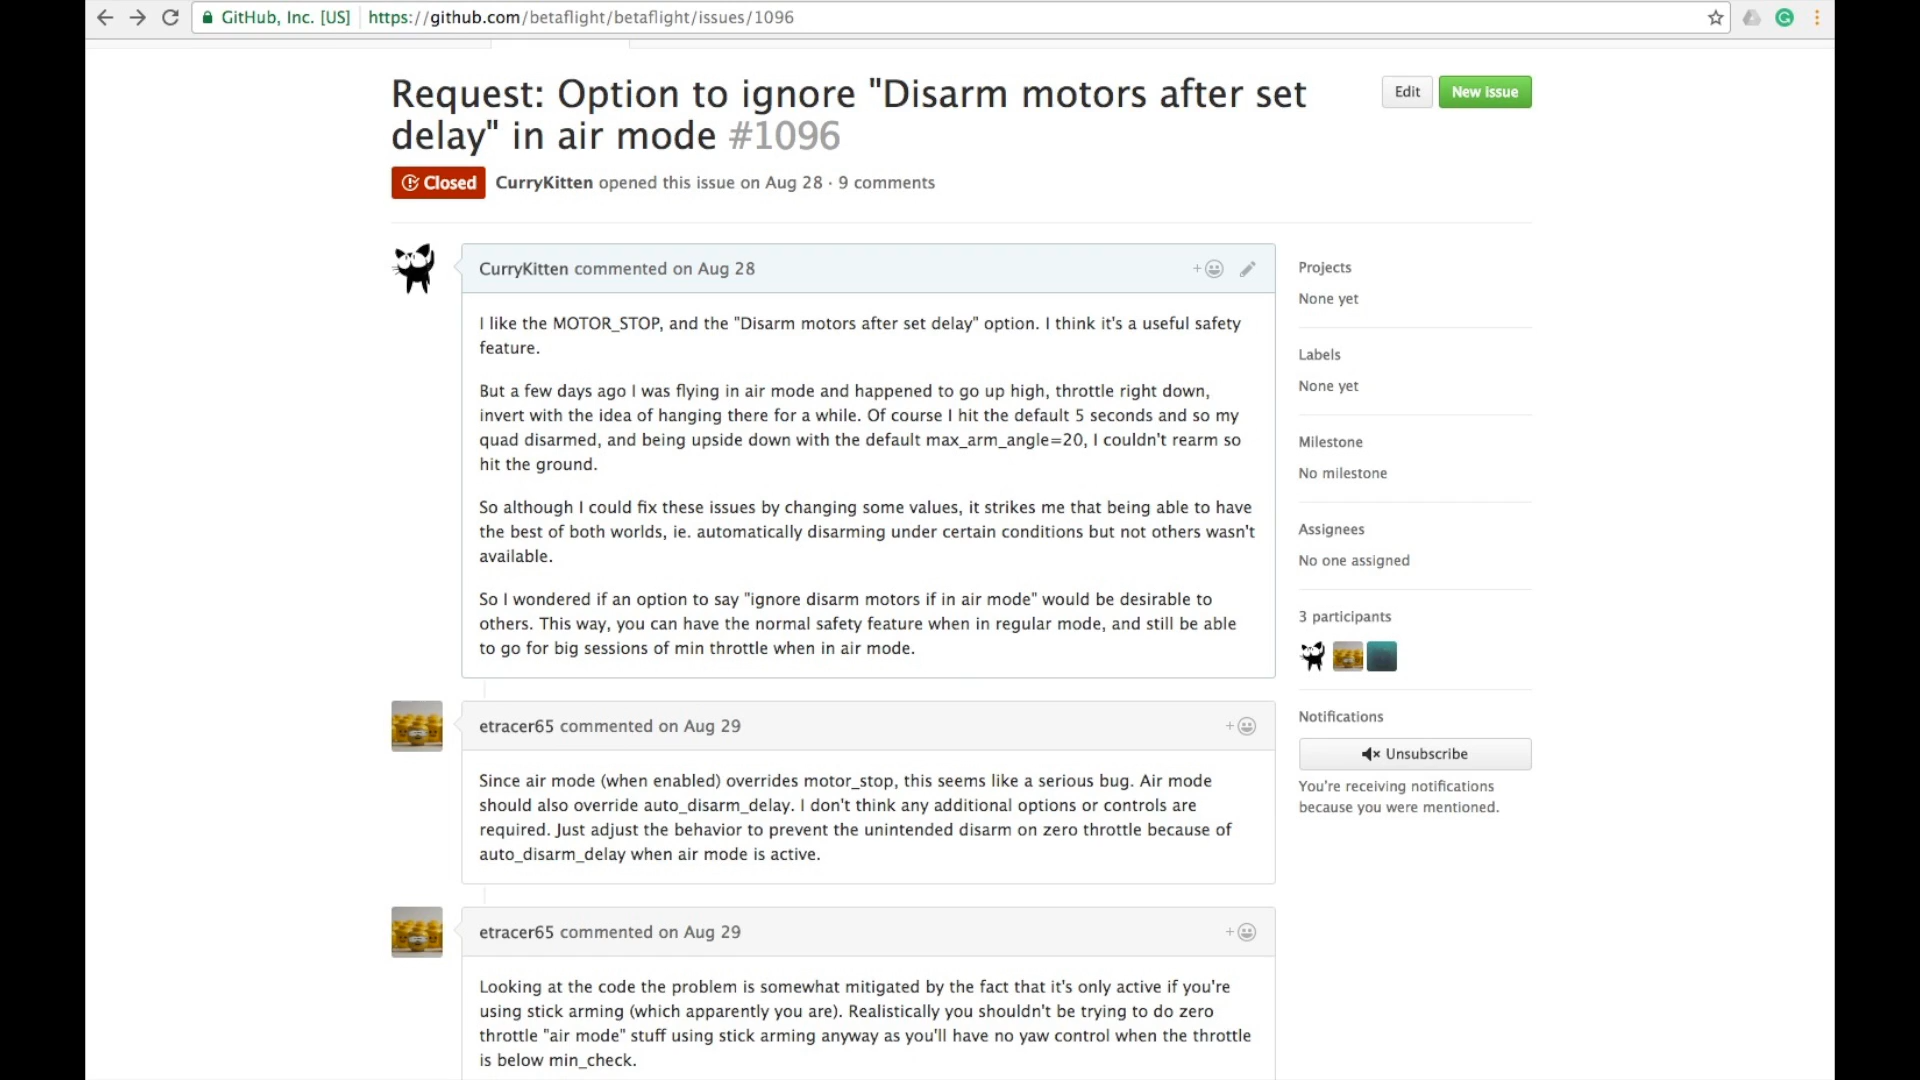 GitHub, Inc. [US] https://github.com/betaflight/betaflight/issues/1096
Request: Option to ignore "Disarm motors after set
delay" in air mode #1096
Edit
New issue
Closed
CurryKitten opened this issue on Aug 28 · 9 comments
CurryKitten commented on Aug 28
I like the MOTOR_STOP, and the "Disarm motors after set delay" option. I think it's a useful safety
feature.
But a few days ago I was flying in air mode and happened to go up high, throttle right down,
invert with the idea of hanging there for a while. Of course I hit the default 5 seconds and so my
quad disarmed, and being upside down with the default max_arm_angle=20, I couldn't rearm so
hit the ground.
So although I could fix these issues by changing some values, it strikes me that being able to have
the best of both worlds, ie. automatically disarming under certain conditions but not others wasn't
available.
So I wondered if an option to say "ignore disarm motors if in air mode" would be desirable to
others. This way, you can have the normal safety feature when in regular mode, and still be able
to go for big sessions of min throttle when in air mode.
etracer65 commented on Aug 29
Since air mode (when enabled) overrides motor_stop, this seems like a serious bug. Air mode
should also override auto_disarm_delay. I don't think any additional options or controls are
required. Just adjust the behavior to prevent the unintended disarm on zero throttle because of
auto_disarm_delay when air mode is active.
etracer65 commented on Aug 29
Looking at the code the problem is somewhat mitigated by the fact that it's only active if you're
using stick arming (which apparently you are). Realistically you shouldn't be trying to do zero
throttle "air mode" stuff using stick arming anyway as you'll have no yaw control when the throttle
is below min_check.
Projects
None yet
Labels
None yet
Milestone
No milestone
Assignees
No one assigned
3 participants
Notifications
Unsubscribe
You're receiving notifications
because you were mentioned.